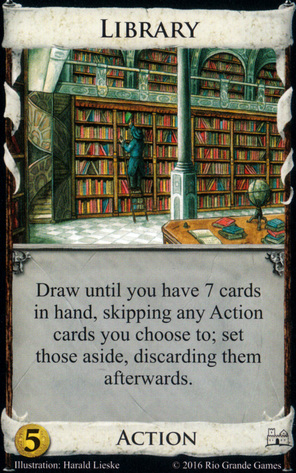 LIBRARY
Draw until you have 7 cards
in hand, skipping any Action
cards you choose to; set
those aside, discarding them
afterwards.
5 ACTION
Illustration: Harald Lieske © 2016 Rio Grande Games